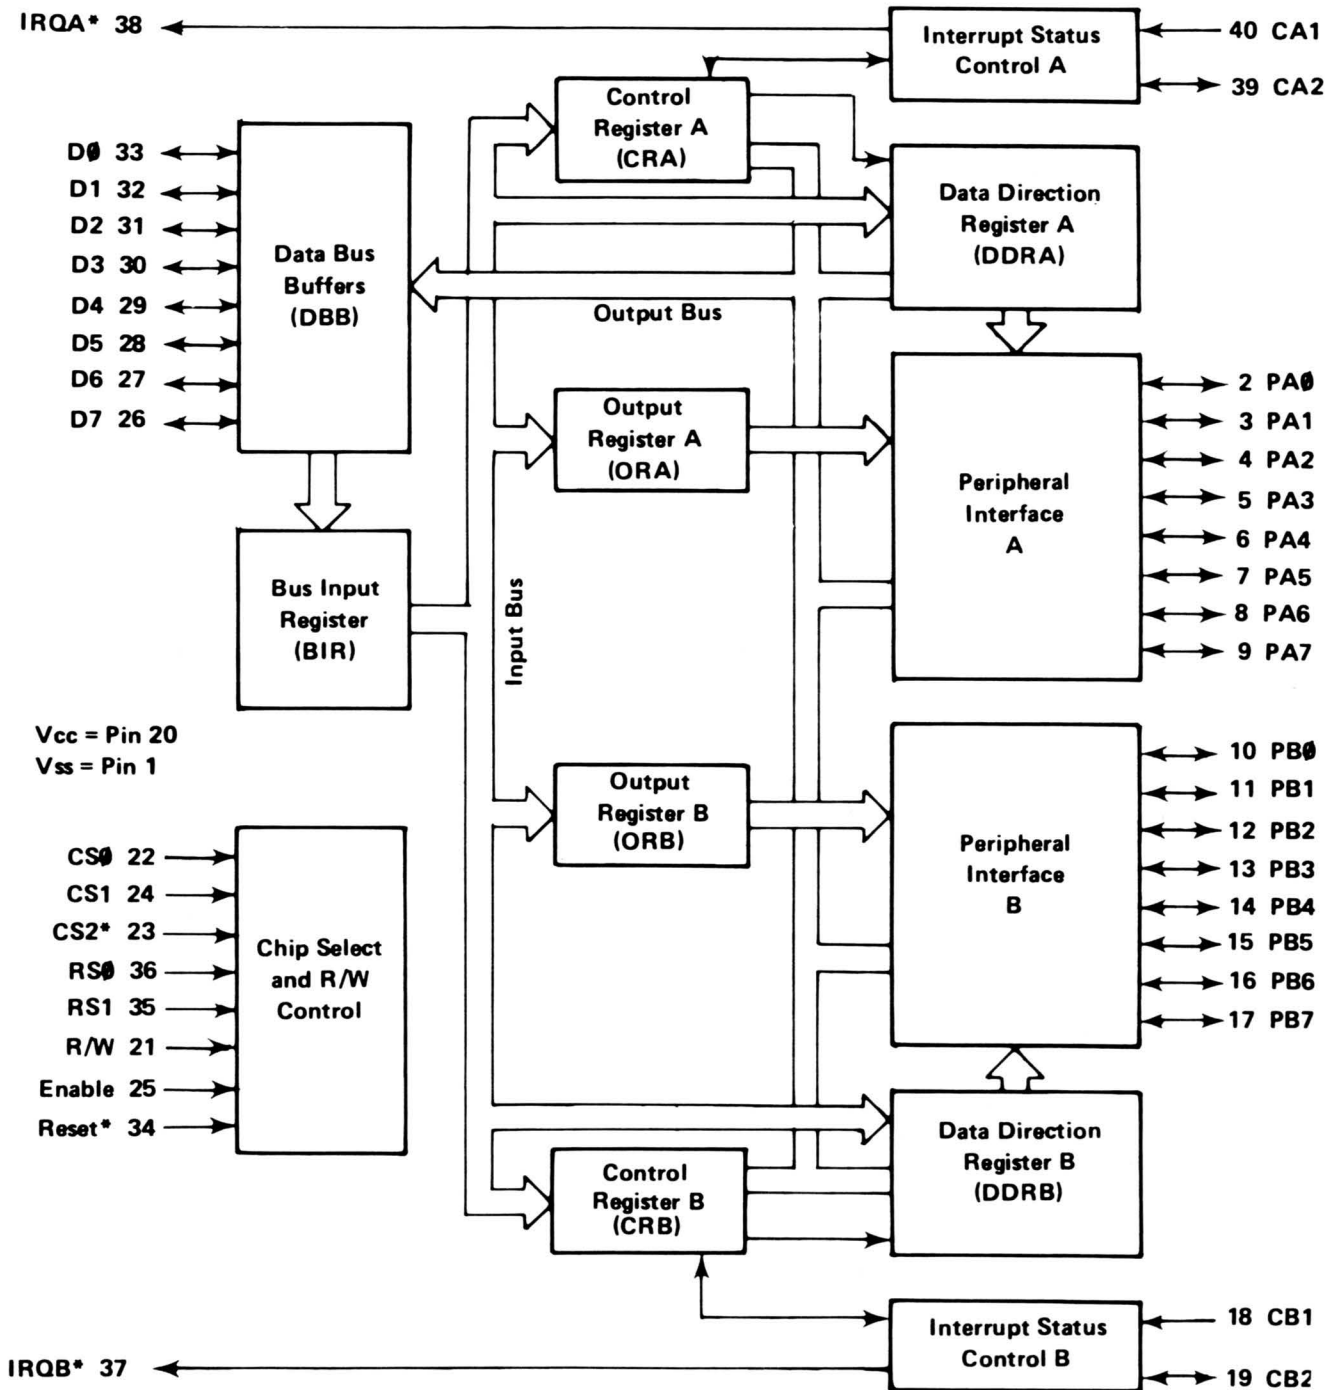 IRQA* 38
Interrupt Status
Control A
40 CA1
39 CA2
Control
Register A
(CRA)
D0 33
D1 32
D2 31
D3 30
D4 29
D5 28
D6 27
D7 26
Data Bus
Buffers
(DBB)
Data Direction
Register A
(DDRA)
Output Bus
Output
Register A
(ORA)
Peripheral
Interface
A
2 PA0
3 PA1
4 PA2
5 PA3
6 PA4
7 PA5
8 PA6
9 PA7
Bus Input
Register
(BIR)
Input Bus
Vcc = Pin 20
Vss = Pin 1
Output
Register B
(ORB)
Peripheral
Interface
B
10 PB0
11 PB1
12 PB2
13 PB3
14 PB4
15 PB5
16 PB6
17 PB7
CS0 22
CS1 24
CS2* 23
RS0 36
RS1 35
R/W 21
Enable 25
Reset* 34
Chip Select
and R/W
Control
Data Direction
Register B
(DDRB)
Control
Register B
(CRB)
Interrupt Status
Control B
18 CB1
19 CB2
IRQB* 37